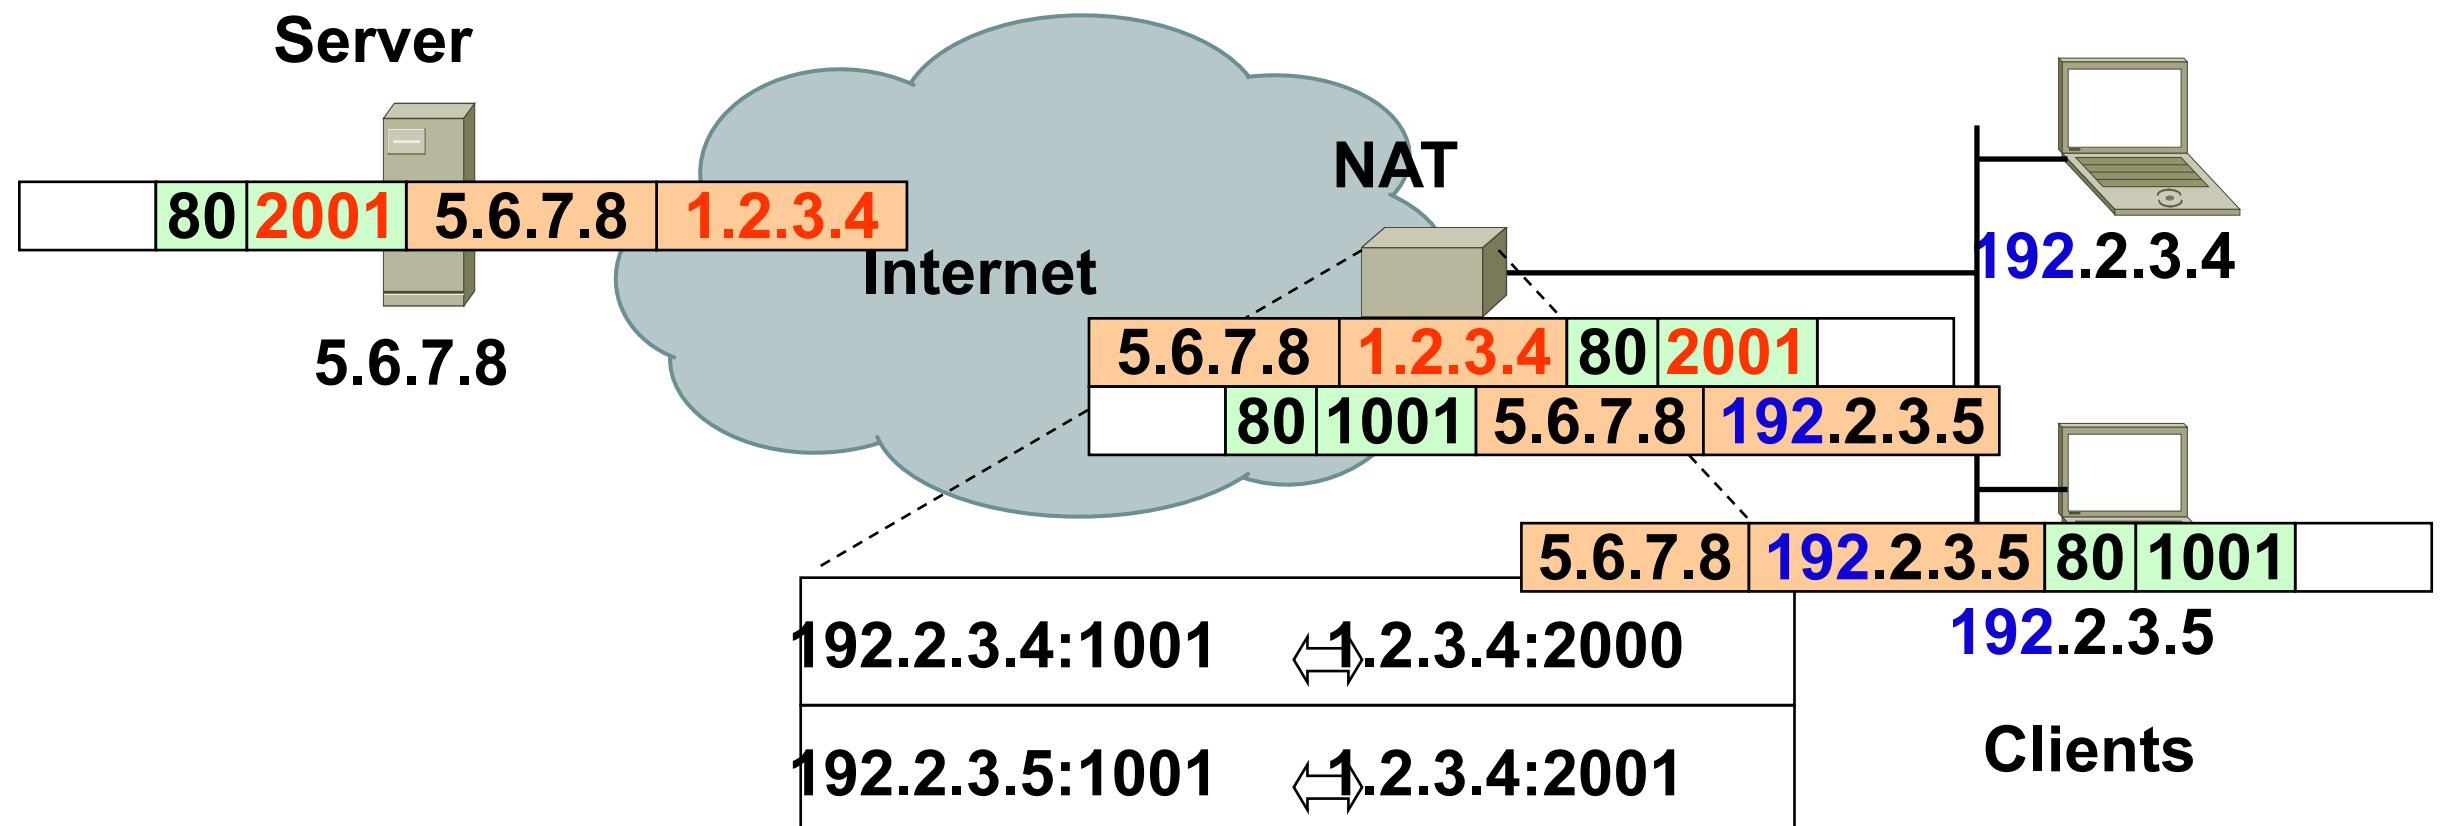 Server
NAT
80 2001 5.6.7.8 1.2.3.4
192.2.3.4
Internet
5.6.7.8
5.6.7.8 1.2.3.4 80 2001
80 1001 5.6.7.8 192.2.3.5
5.6.7.8 192.2.3.5 80 1001
192.2.3.5
192.2.3.4:1001 1.2.3.4:2000
192.2.3.5:1001 1.2.3.4:2001
Clients